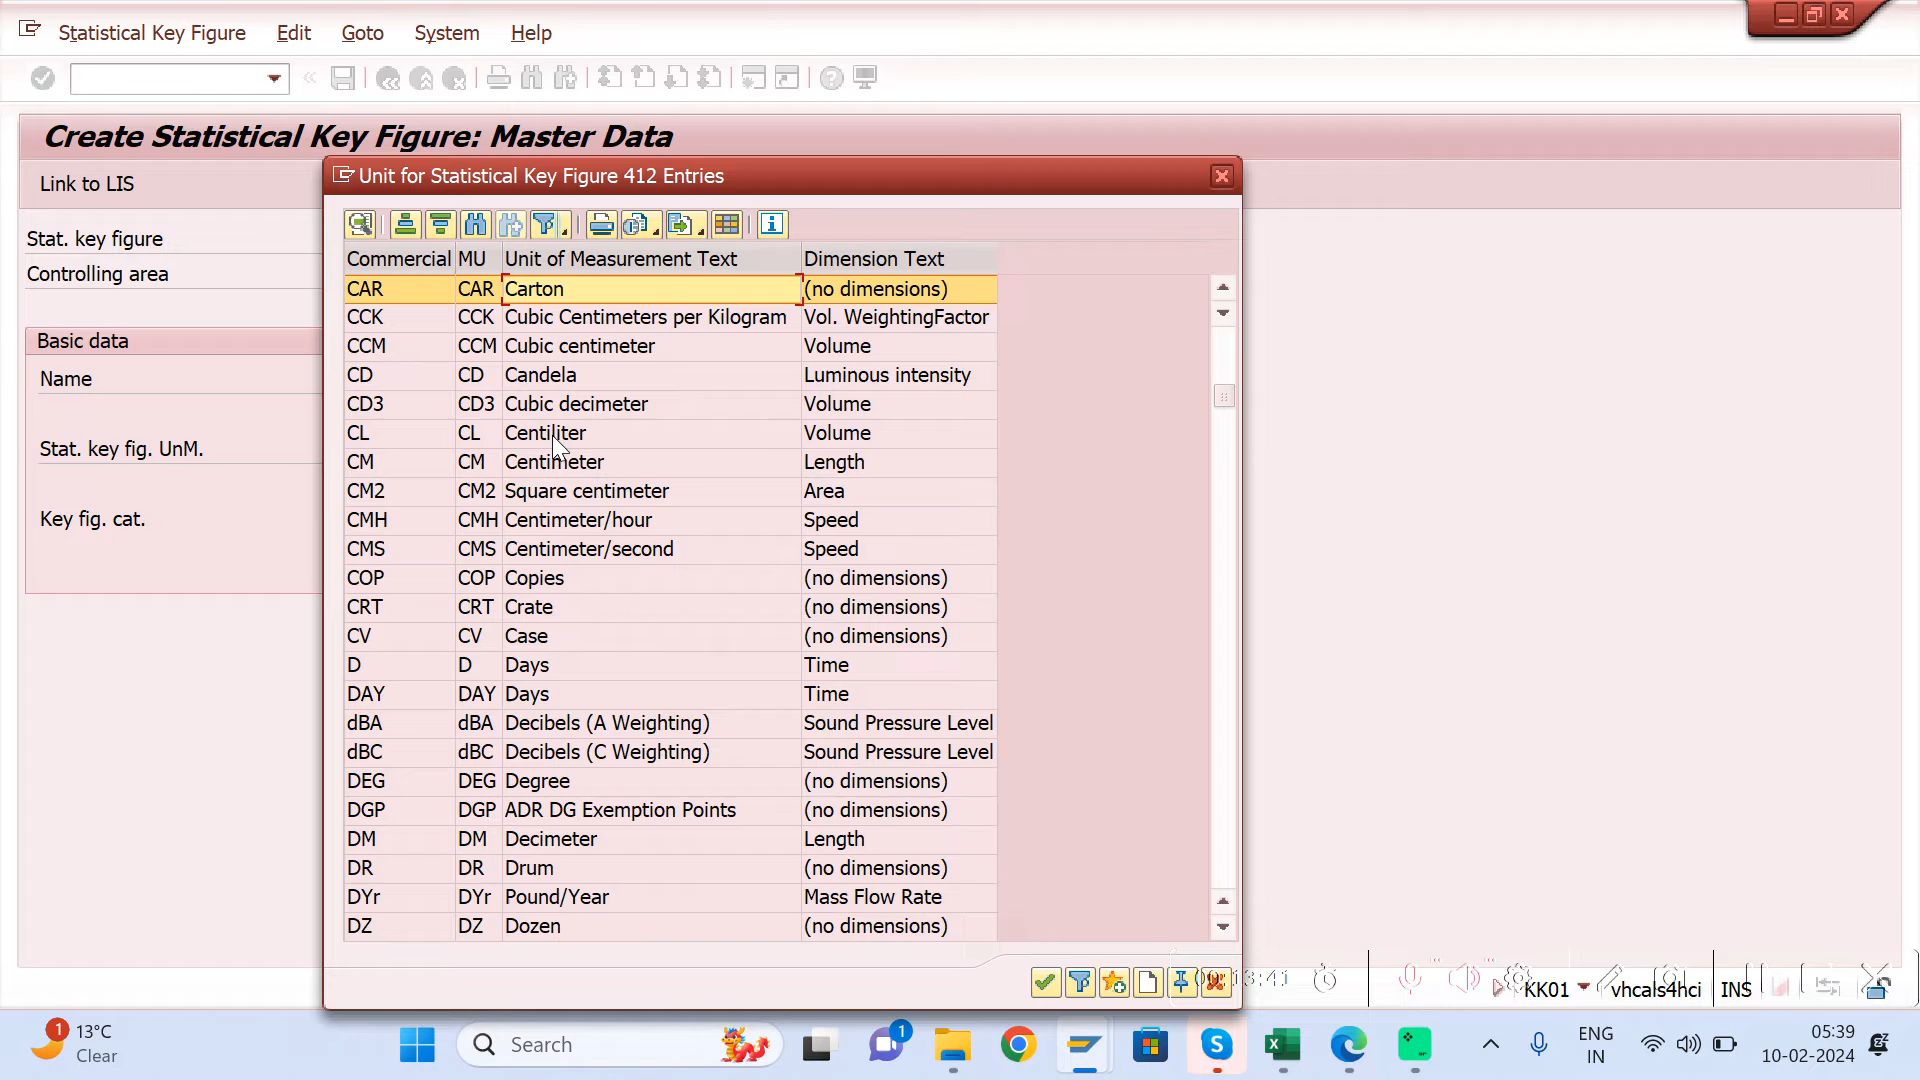 Statistical Key Figure Edit Goto System Help
Create Statistical Key Figure: Master Data
Link to LIS
Stat. key figure
Controlling area
Basic data
Name
Stat. key fig. UnM.
Key fig. cat.
Unit for Statistical Key Figure 412 Entries
Commercial MU Unit of Measurement Text Dimension Text
CAR CAR Carton (no dimensions)
CCK CCK Cubic Centimeters per Kilogram Vol. WeightingFactor
CCM CCM Cubic centimeter Volume
CD CD Candela Luminous intensity
CD3 CD3 Cubic decimeter Volume
CL CL Centiliter Volume
CM CM Centimeter Length
CM2 CM2 Square centimeter Area
CMH CMH Centimeter/hour Speed
CMS CMS Centimeter/second Speed
COP COP Copies (no dimensions)
CRT CRT Crate (no dimensions)
CV CV Case (no dimensions)
D D Days Time
DAY DAY Days Time
dBA dBA Decibels (A Weighting) Sound Pressure Level
dBC dBC Decibels (C Weighting) Sound Pressure Level
DEG DEG Degree (no dimensions)
DGP DGP ADR DG Exemption Points (no dimensions)
DM DM Decimeter Length
DR DR Drum (no dimensions)
DYr DYr Pound/Year Mass Flow Rate
DZ DZ Dozen (no dimensions)
KK01 vhcals4hci INS
1 13°C
Clear
Search
1
ENG
IN
05:39
10-02-2024